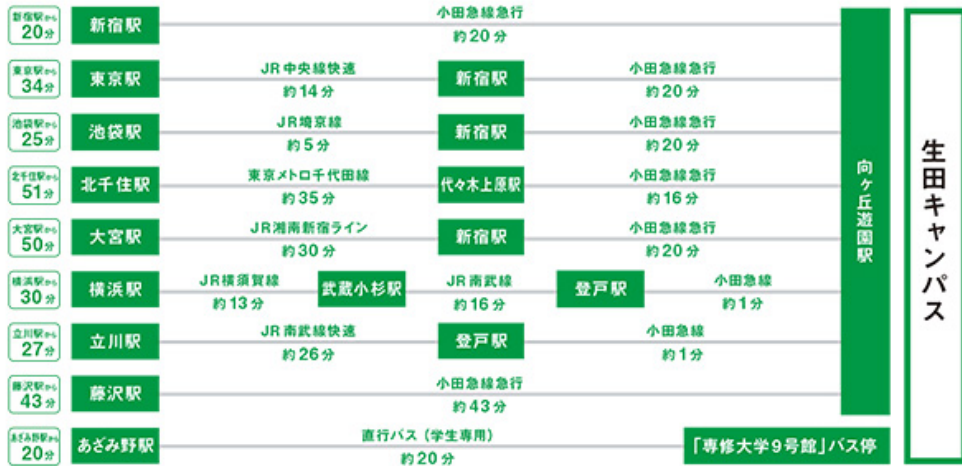 新宿駅から
20分
新宿駅
小田急線急行
約20分
東京駅から
34分
東京駅
JR中央線快速
約14分
新宿駅
小田急線急行
約20分
池袋駅から
25分
池袋駅
JR埼京線
約5分
新宿駅
小田急線急行
約20分
北千住駅から
51分
北千住駅
東京メトロ千代田線
約35分
代々木上原駅
小田急線急行
約16分
大宮駅から
50分
大宮駅
JR湘南新宿ライン
約30分
新宿駅
小田急線急行
約20分
横浜駅から
30分
横浜駅
JR横須賀線
約13分
武蔵小杉駅
JR南武線
約16分
登戸駅
小田急線
約1分
立川駅から
27分
立川駅
JR南武線快速
約26分
登戸駅
小田急線
約1分
藤沢駅から
43分
藤沢駅
小田急線急行
約43分
向ヶ丘遊園駅
あざみ野駅から
20分
あざみ野駅
直行バス(学生専用)
約20分
「専修大学9号館」バス停
生田キャンパス